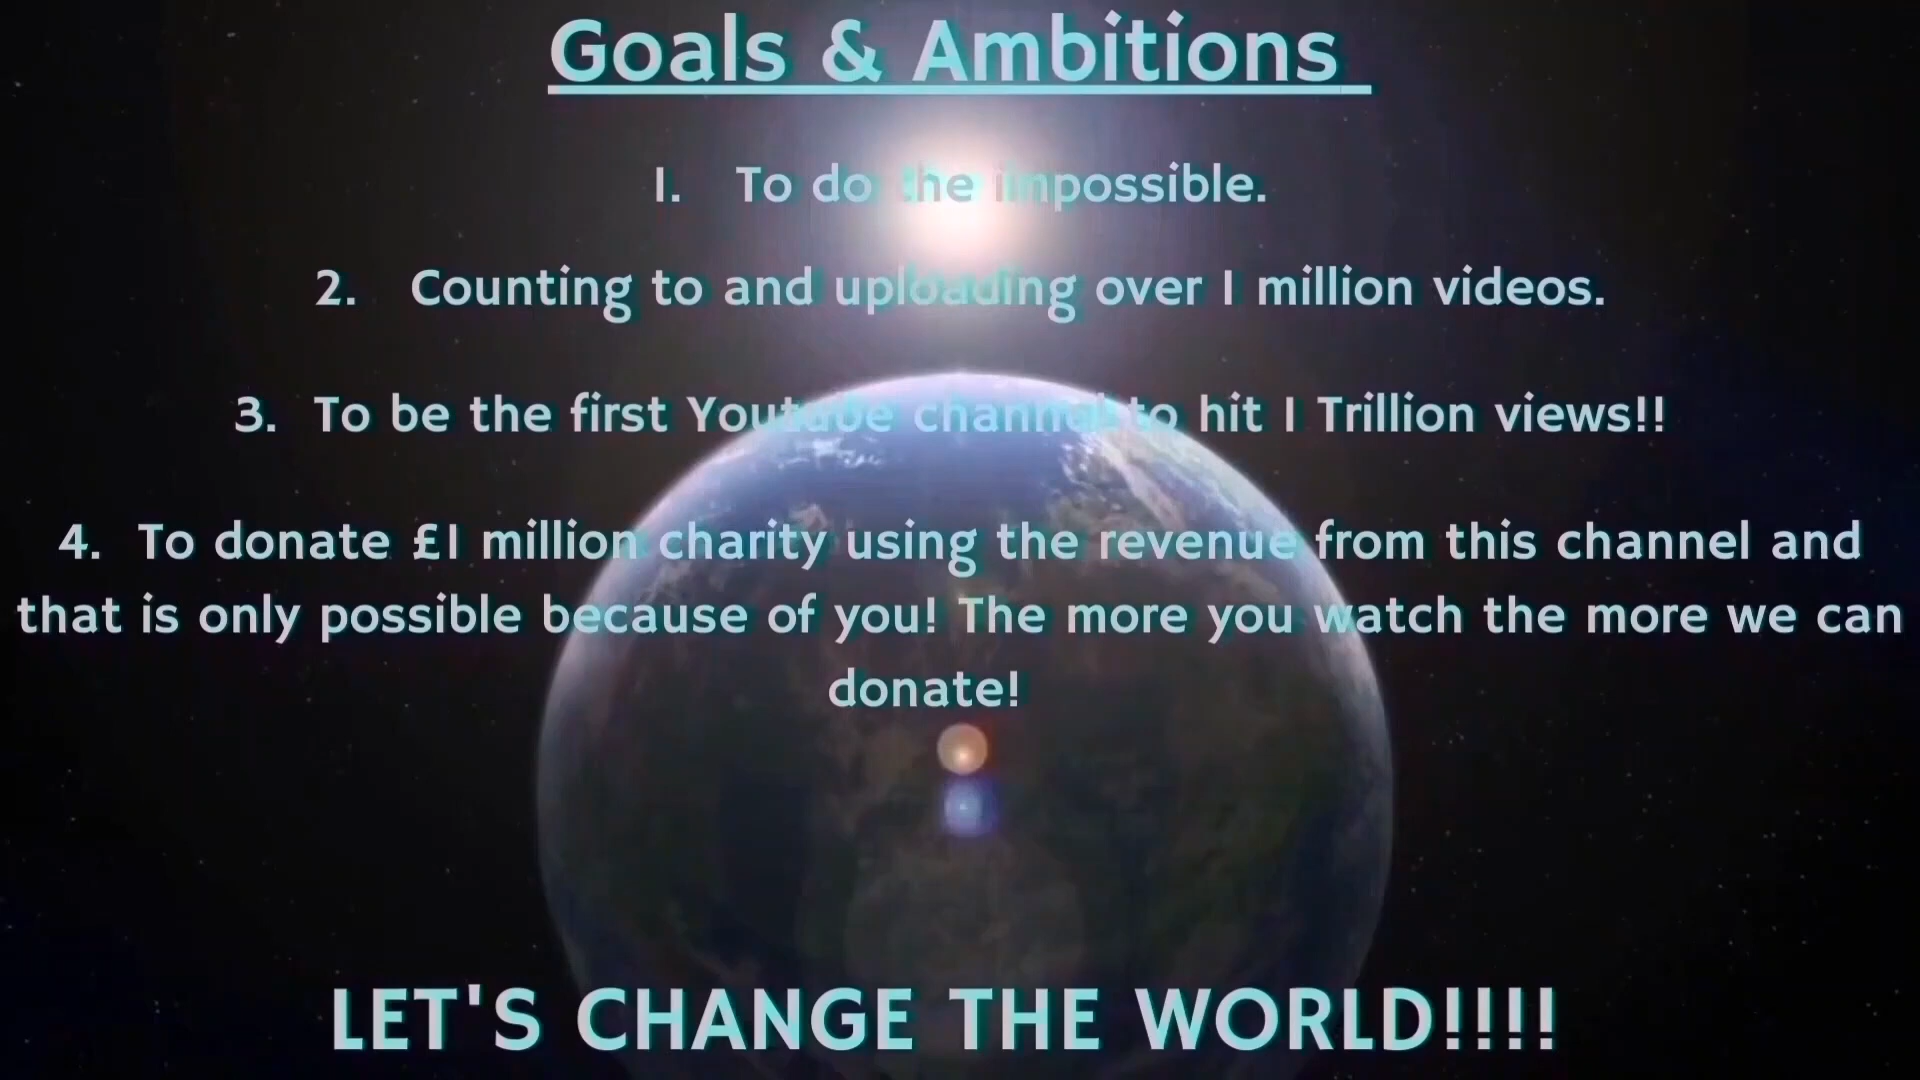 Goals & Ambitions
1. To do the impossible.
2. Counting to and uploading over 1 million videos.
3. To be the first Youtube channel to hit 1 Trillion views!!
4. To donate £1 million charity using the revenue from this channel and
that is only possible because of you! The more you watch the more we can
donate!
LET'S CHANGE THE WORLD!!!!